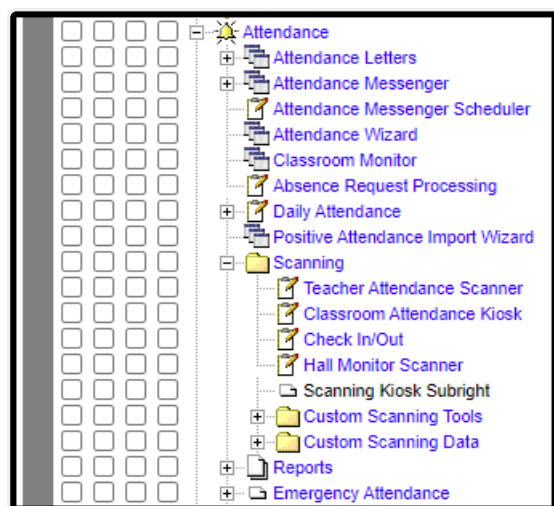 Attendance
Attendance Letters
Attendance Messenger
Attendance Messenger Scheduler
Attendance Wizard
Classroom Monitor
Absence Request Processing
Daily Attendance
Positive Attendance Import Wizard
Scanning
Teacher Attendance Scanner
Classroom Attendance Kiosk
Check In/Out
Hall Monitor Scanner
Scanning Kiosk Subright
Custom Scanning Tools
Custom Scanning Data
Reports
Emergency Attendance